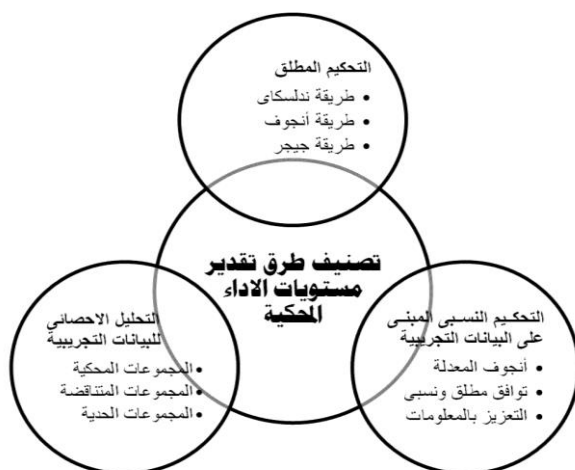 التحكيم المطلق
• طريقة ندلسكاى
• طريقة أنجوف
• طريقة جيجر
تصنيف طرق تقدير
مستويات الاداء
المحكية
التحكيم النسبى المبنى
على البيانات التجريبية
• أنجوف المعدلة
• توافق مطلق ونسبى
• التعزيز بالمعلومات
التحليل الاحصائى
للبيانات التجريبية
• المجموعات المحكية
• المجموعات المتناقضة
• المجموعات الحدية